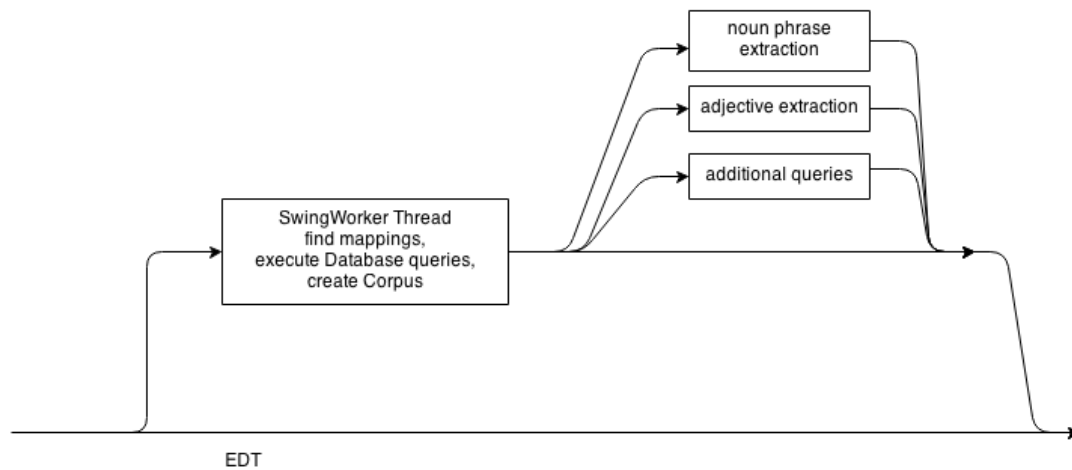 noun phrase
extraction
adjective extraction
additional queries
SwingWorker Thread
find mappings,
execute Database queries,
create Corpus
EDT